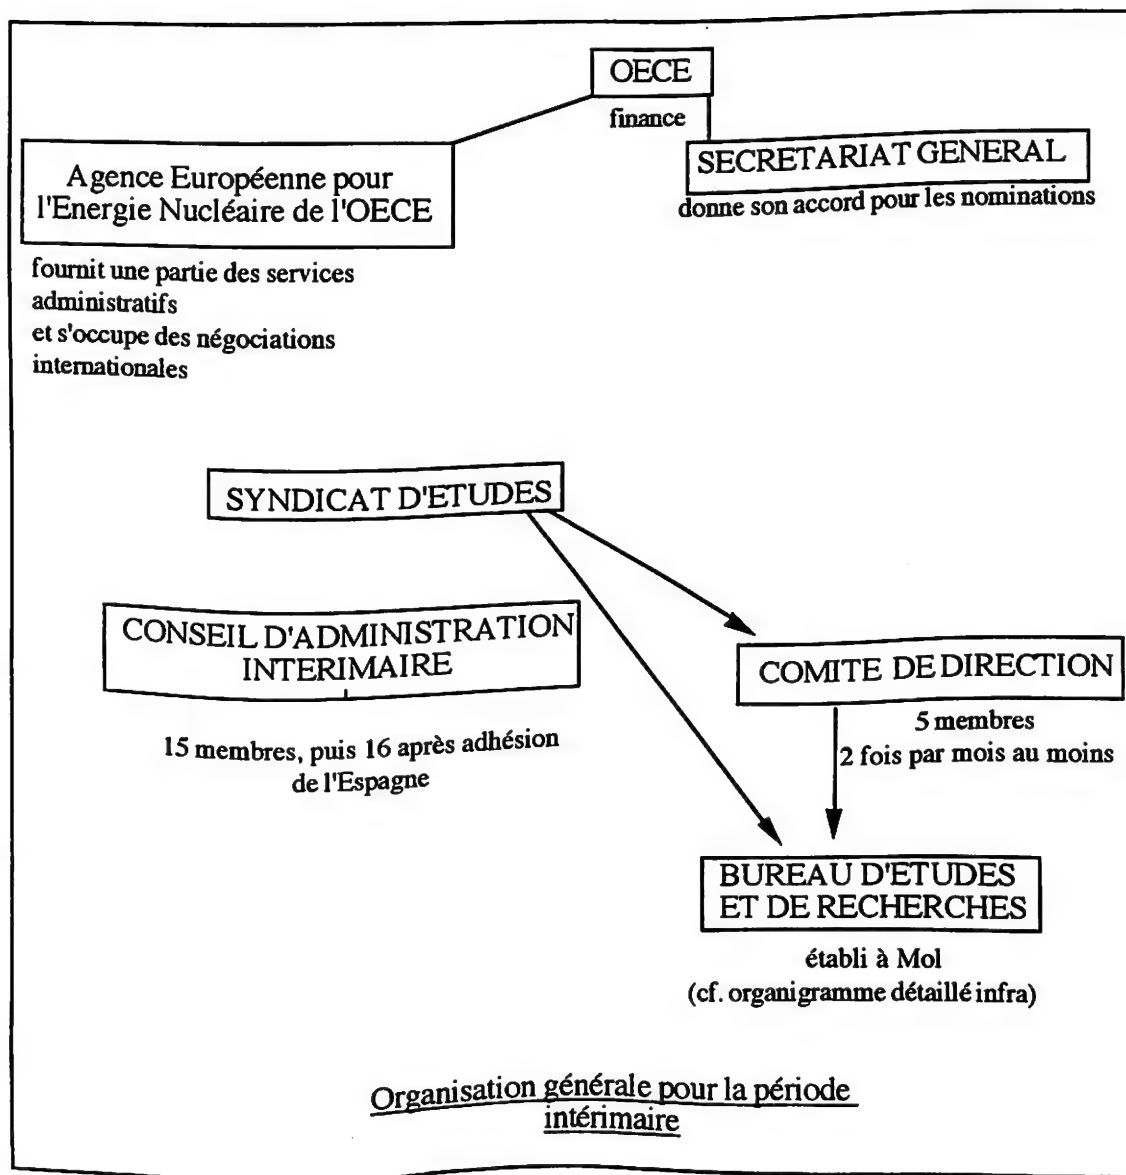 OECE
finance
Agence Européenne pour
l'Energie Nucléaire de l'OECE
SECRETARIAT GENERAL
donne son accord pour les nominations
fournit une partie des services
administratifs
et s'occupe des négociations
internationales
SYNDICAT D'ETUDES
CONSEIL D'ADMINISTRATION
INTERIMAIRE
15 membres, puis 16 après adhésion
de l'Espagne
COMITE DE DIRECTION
5 membres
2 fois par mois au moins
BUREAU D'ETUDES
ET DE RECHERCHES
établi à Mol
(cf. organigramme détaillé infra)
Organisation générale pour la période
intérimaire